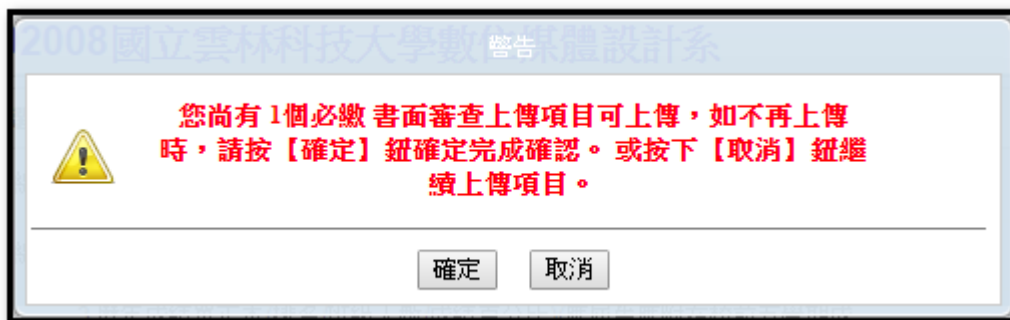 2008國立雲林科技大學數位媒體設計系
警告
您尚有 1個必繳 書面審查上傳項目可上傳，如不再上傳
時，請按【確定】鈕確定完成確認。 或按下【取消】鈕繼
續上傳項目。
確定
取消